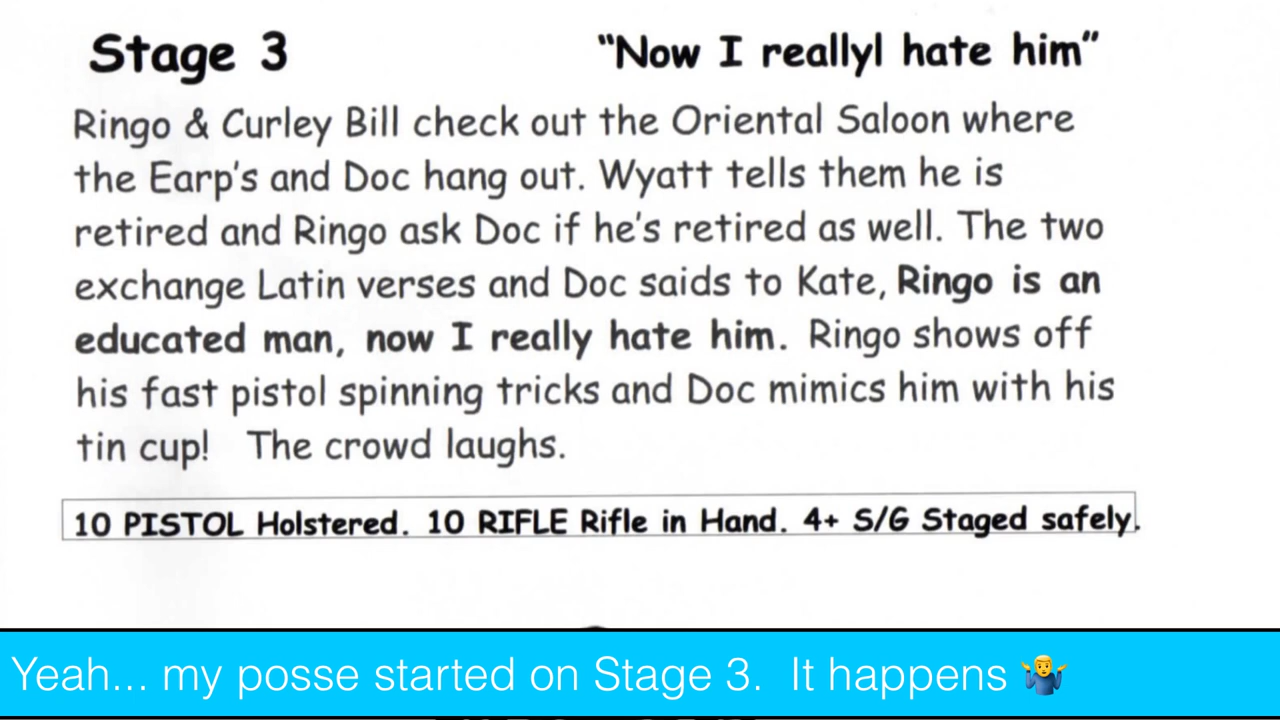 Stage 3 "Now I reallyl hate him"
Ringo & Curley Bill check out the Oriental Saloon where
the Earp's and Doc hang out. Wyatt tells them he is
retired and Ringo ask Doc if he's retired as well. The two
exchange Latin verses and Doc saids to Kate, Ringo is an
educated man, now I really hate him. Ringo shows off
his fast pistol spinning tricks and Doc mimics him with his
tin cup! The crowd laughs.
10 PISTOL Holstered. 10 RIFLE Rifle in Hand. 4+ S/G Staged safely.
Yeah... my posse started on Stage 3. It happens 🤷‍♂️